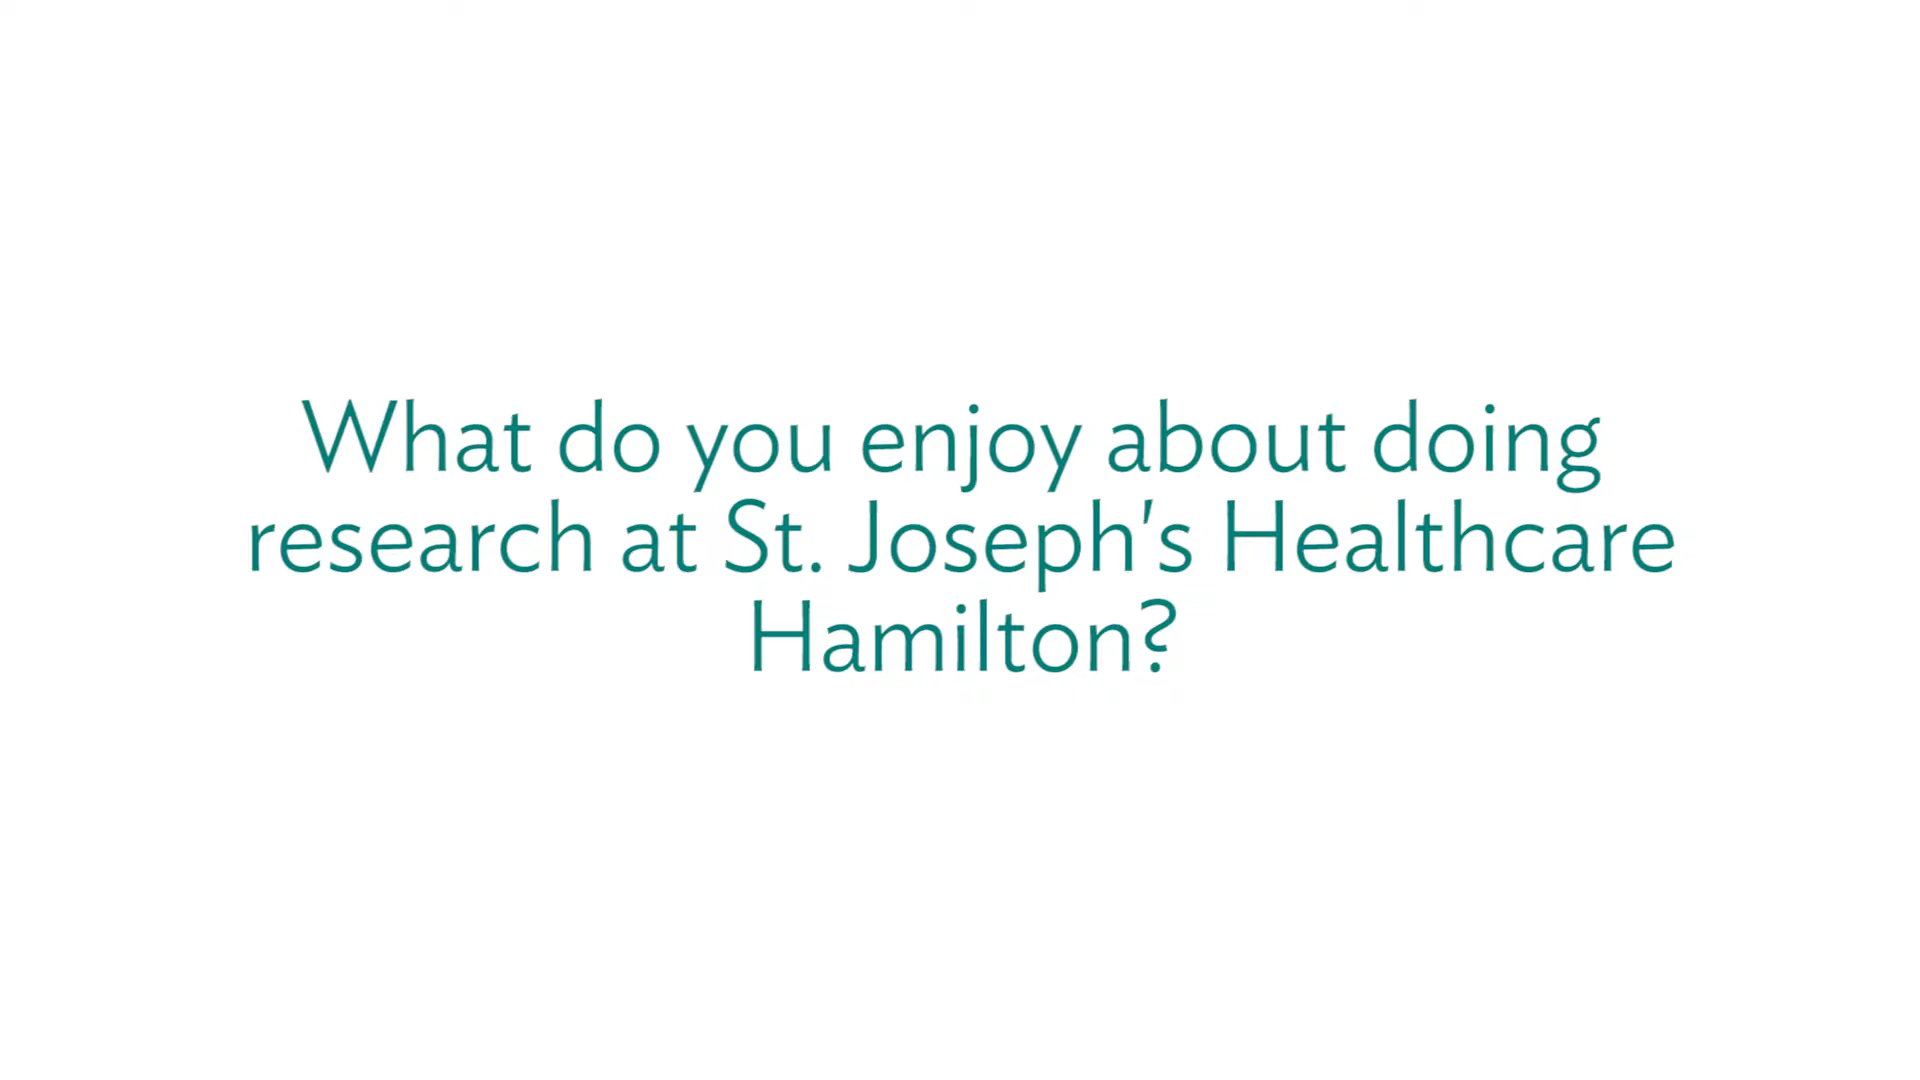 What do you enjoy about doing
research at St. Joseph's Healthcare
Hamilton?